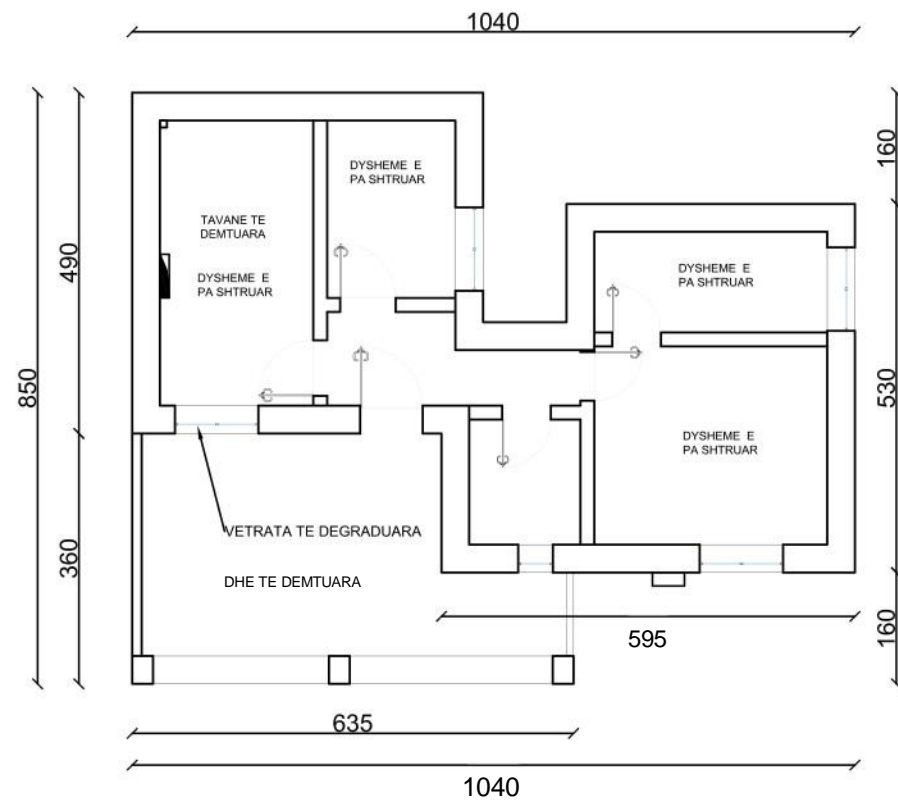 1040
DYSHEME E
PA SHTRUAR
TAVANE TE
DEMTUARA
DYSHEME E
PA SHTRUAR
DYSHEME E
PA SHTRUAR
DYSHEME E
PA SHTRUAR
VETRATA TE DEGRADUARA
DHE TE DEMTUARA
850
490
360
160
530
160
595
635
1040